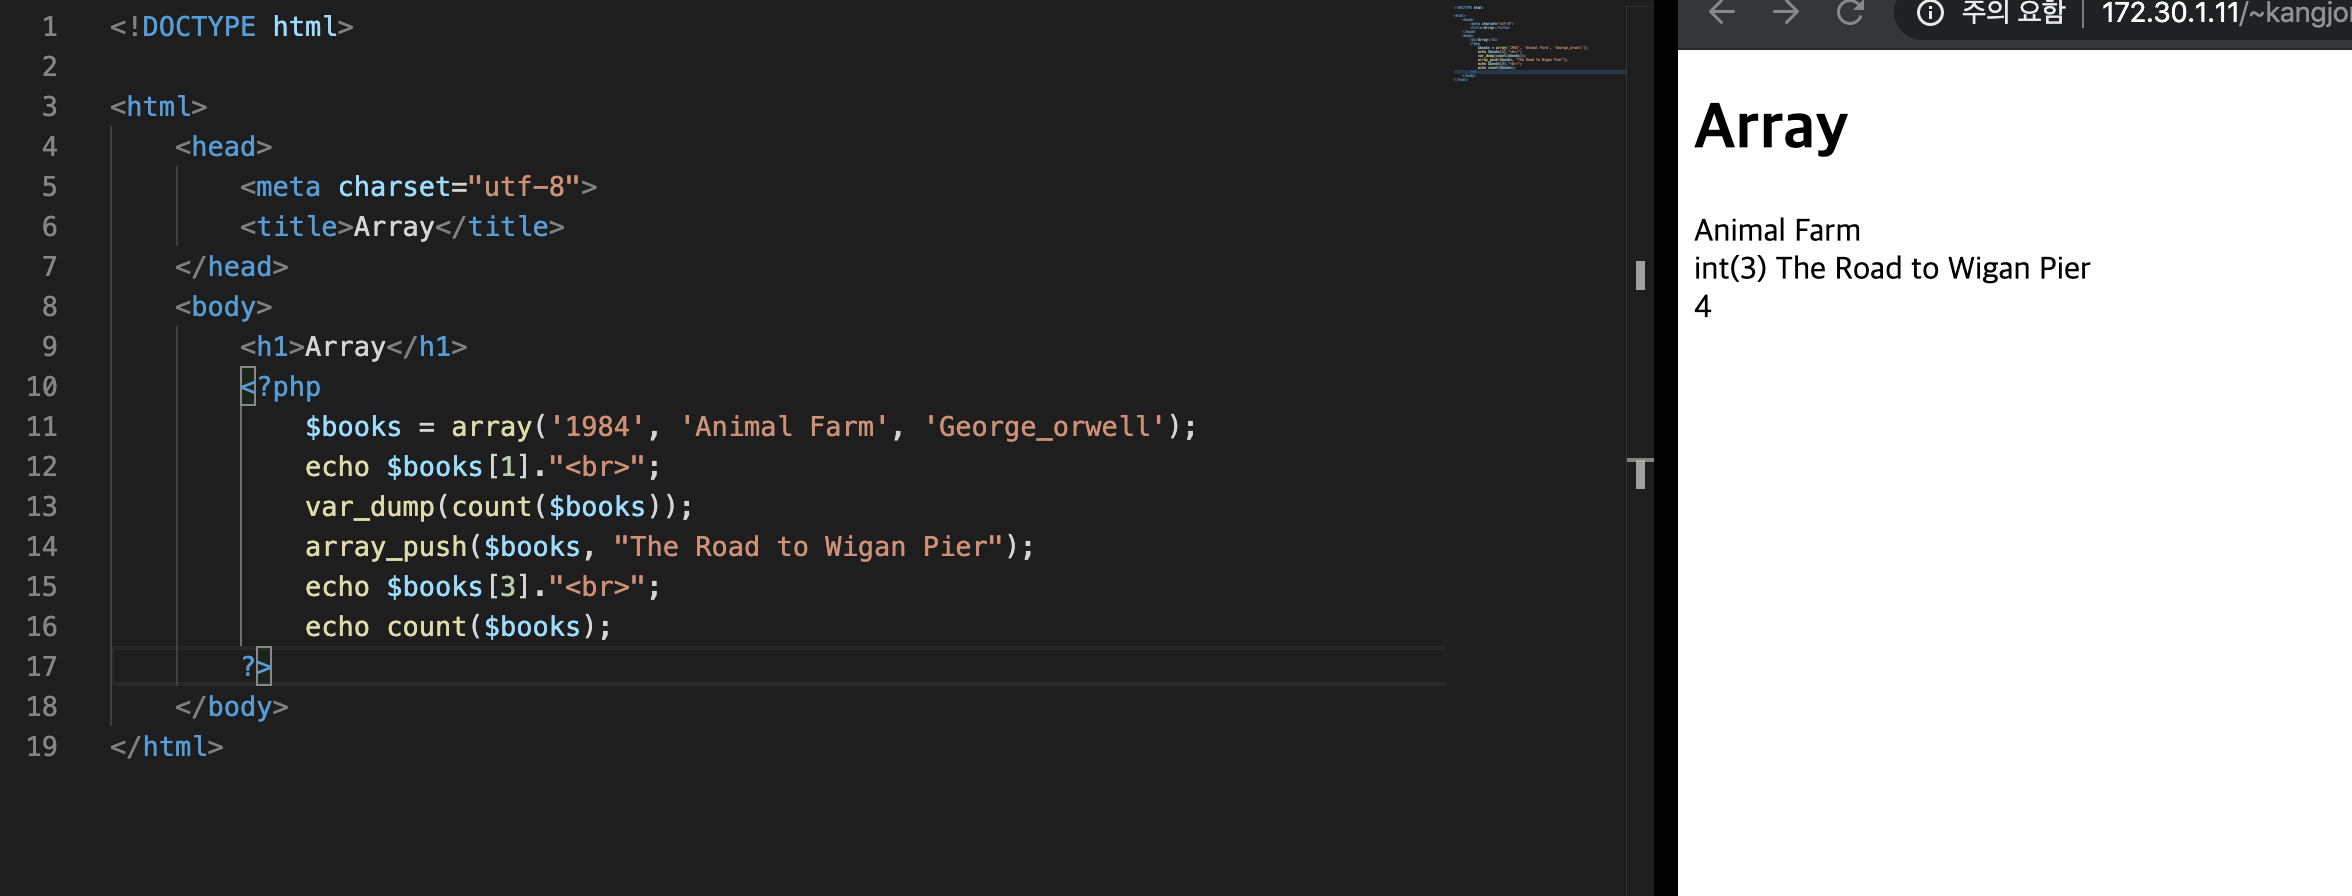 1 <!DOCTYPE html>
2
3 <html>
4 <head>
5 <meta charset="utf-8">
6 <title>Array</title>
7 </head>
8 <body>
9 <h1>Array</h1>
10 <?php
11 $books = array('1984', 'Animal Farm', 'George_orwell');
12 echo $books[1]."<br>";
13 var_dump(count($books));
14 array_push($books, "The Road to Wigan Pier");
15 echo $books[3]."<br>";
16 echo count($books);
17 ?>
18 </body>
19 </html>
주의 요함 172.30.1.11/~kangjo
Array
Animal Farm
int(3) The Road to Wigan Pier
4